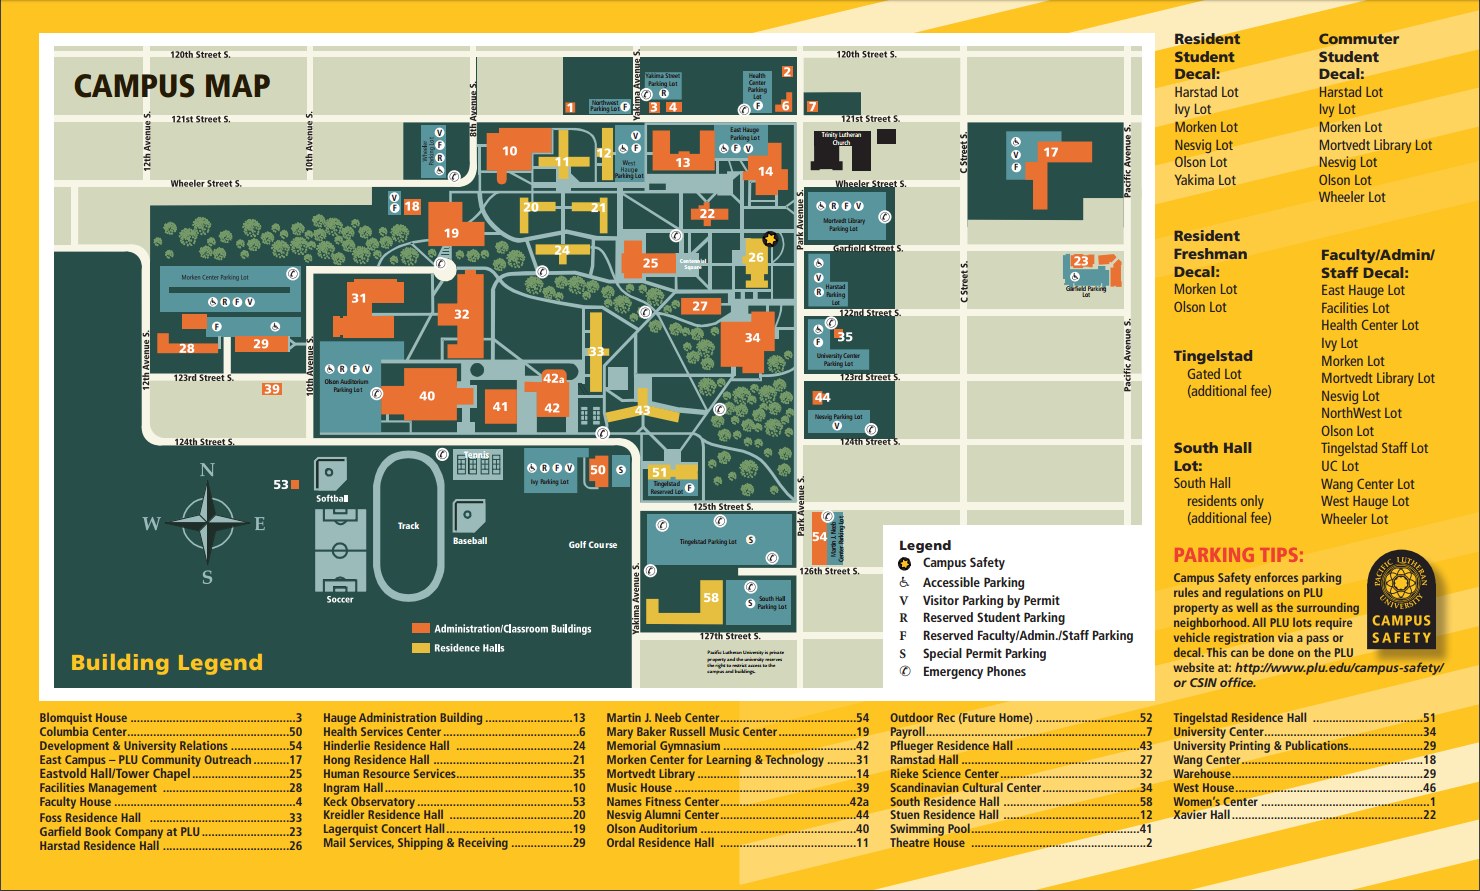 CAMPUS MAP
120th Street S.
120th Street S.
121st Street S.
121st Street S.
12th Avenue S.
10th Avenue S.
8th Avenue S.
Yakima Avenue S.
C Street S.
Pacific Avenue S.
Park Avenue S.
Wheeler Street S.
Wheeler Street S.
Garfield Street S.
122nd Street S.
123rd Street S.
123rd Street S.
124th Street S.
124th Street S.
125th Street S.
126th Street S.
127th Street S.
12th Avenue S.
10th Avenue S.
C Street S.
Pacific Avenue S.
Park Avenue S.
Yakima Avenue S.
1
Northwest
Parking Lot
F
Yakima Street
Parking Lot
R
3
4
Health
Center
Parking
Lot
F
2
6
7
Wheeler
Parking Lot
V
F
R
10
11
12
V
F
West
Hauge
Parking Lot
13
East Hauge
Parking Lot
F V
14
Trinity Lutheran
Church
V
F
17
V
F
18
19
20
21
22
24
25
Centennial
Square
26
R F V
Mortvedt Library
Parking Lot
V
R
Harstad
Parking
Lot
23
Garfield Parking
Lot
Morken Center Parking Lot
R F V
F
28
29
39
31
32
27
33
34
F
35
University Center
Parking Lot
R F V
Olson Auditorium
Parking Lot
40
41
42a
42
43
44
Nesvig Parking Lot
V
N
W
E
S
53
Softball
Soccer
Track
Tennis
Baseball
Golf Course
R F V
Ivy Parking Lot
50
S
51
Tingelstad
Reserved Lot
F
Tingelstad Parking Lot
S
54
Martin J. Neeb
Center Parking Lot
58
S
South Hall
Parking Lot
Administration/Classroom Buildings
Residence Halls
Pacific Lutheran University is private
property and the university reserves
the right to restrict access to the
campus and buildings.
Legend
Campus Safety
Accessible Parking
V Visitor Parking by Permit
R Reserved Student Parking
F Reserved Faculty/Admin./Staff Parking
S Special Permit Parking
Emergency Phones
Resident
Student
Decal:
Harstad Lot
Ivy Lot
Morken Lot
Nesvig Lot
Olson Lot
Yakima Lot
Resident
Freshman
Decal:
Morken Lot
Olson Lot
Tingelstad
Gated Lot
(additional fee)
South Hall
Lot:
South Hall
residents only
(additional fee)
Commuter
Student
Decal:
Harstad Lot
Ivy Lot
Morken Lot
Mortvedt Library Lot
Nesvig Lot
Olson Lot
Wheeler Lot
Faculty/Admin/
Staff Decal:
East Hauge Lot
Facilities Lot
Health Center Lot
Ivy Lot
Morken Lot
Mortvedt Library Lot
Nesvig Lot
NorthWest Lot
Olson Lot
Tingelstad Staff Lot
UC Lot
Wang Center Lot
West Hauge Lot
Wheeler Lot
PARKING TIPS:
Campus Safety enforces parking
rules and regulations on PLU
property as well as the surrounding
neighborhood. All PLU lots require
vehicle registration via a pass or
decal. This can be done on the PLU
website at: http://www.plu.edu/campus-safety/
or CSIN office.
PACIFIC LUTHERAN
UNIVERSITY
CAMPUS
SAFETY
Building Legend
Blomquist House ..... 3
Columbia Center ..... 50
Development & University Relations ..... 54
East Campus – PLU Community Outreach ..... 17
Eastvold Hall/Tower Chapel ..... 25
Facilities Management ..... 28
Faculty House ..... 4
Foss Residence Hall ..... 33
Garfield Book Company at PLU ..... 23
Harstad Residence Hall ..... 26
Hauge Administration Building ..... 13
Health Services Center ..... 6
Hinderlie Residence Hall ..... 24
Hong Residence Hall ..... 21
Human Resource Services ..... 35
Ingram Hall ..... 10
Keck Observatory ..... 53
Kreidler Residence Hall ..... 20
Lagerquist Concert Hall ..... 19
Mail Services, Shipping & Receiving ..... 29
Martin J. Neeb Center ..... 54
Mary Baker Russell Music Center ..... 19
Memorial Gymnasium ..... 42
Morken Center for Learning & Technology ..... 31
Mortvedt Library ..... 14
Music House ..... 39
Names Fitness Center ..... 42a
Nesvig Alumni Center ..... 44
Olson Auditorium ..... 40
Ordal Residence Hall ..... 11
Outdoor Rec (Future Home) ..... 52
Payroll ..... 7
Pflueger Residence Hall ..... 43
Ramstad Hall ..... 27
Rieke Science Center ..... 32
Scandinavian Cultural Center ..... 34
South Residence Hall ..... 58
Stuen Residence Hall ..... 12
Swimming Pool ..... 41
Theatre House ..... 2
Tingelstad Residence Hall ..... 51
University Center ..... 34
University Printing & Publications ..... 29
Wang Center ..... 18
Warehouse ..... 29
West House ..... 46
Women's Center ..... 1
Xavier Hall ..... 22